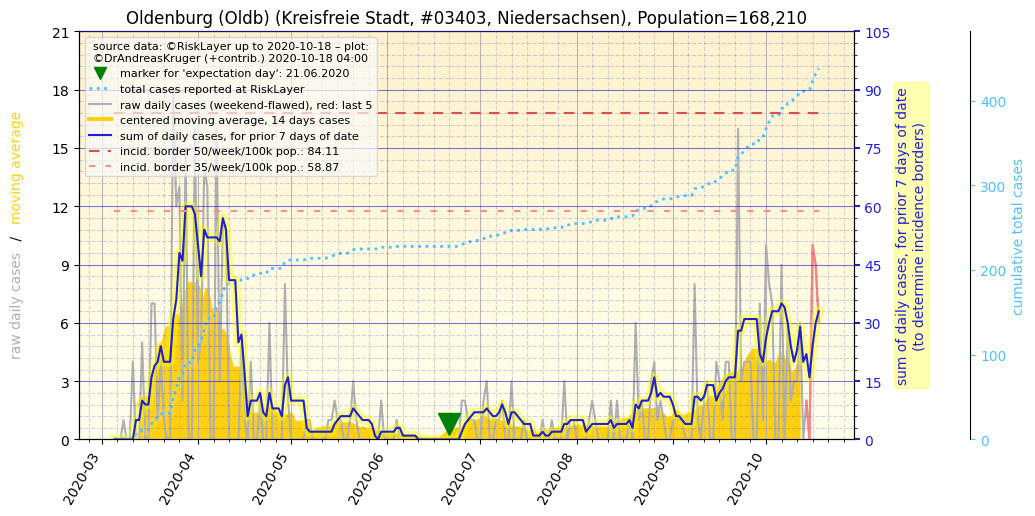 Oldenburg (Oldb) (Kreisfreie Stadt, #03403, Niedersachsen), Population=168,210
source data: ©RiskLayer up to 2020-10-18 – plot:
©DrAndreasKruger (+contrib.) 2020-10-18 04:00
marker for 'expectation day': 21.06.2020
total cases reported at RiskLayer
raw daily cases (weekend-flawed), red: last 5
centered moving average, 14 days cases
sum of daily cases, for prior 7 days of date
incid. border 50/week/100k pop.: 84.11
incid. border 35/week/100k pop.: 58.87
raw daily cases / moving average
21
18
15
12
9
6
3
0
2020-03
2020-04
2020-05
2020-06
2020-07
2020-08
2020-09
2020-10
105
90
75
60
45
30
15
0
sum of daily cases, for prior 7 days of date
(to determine incidence borders)
400
300
200
100
0
cumulative total cases